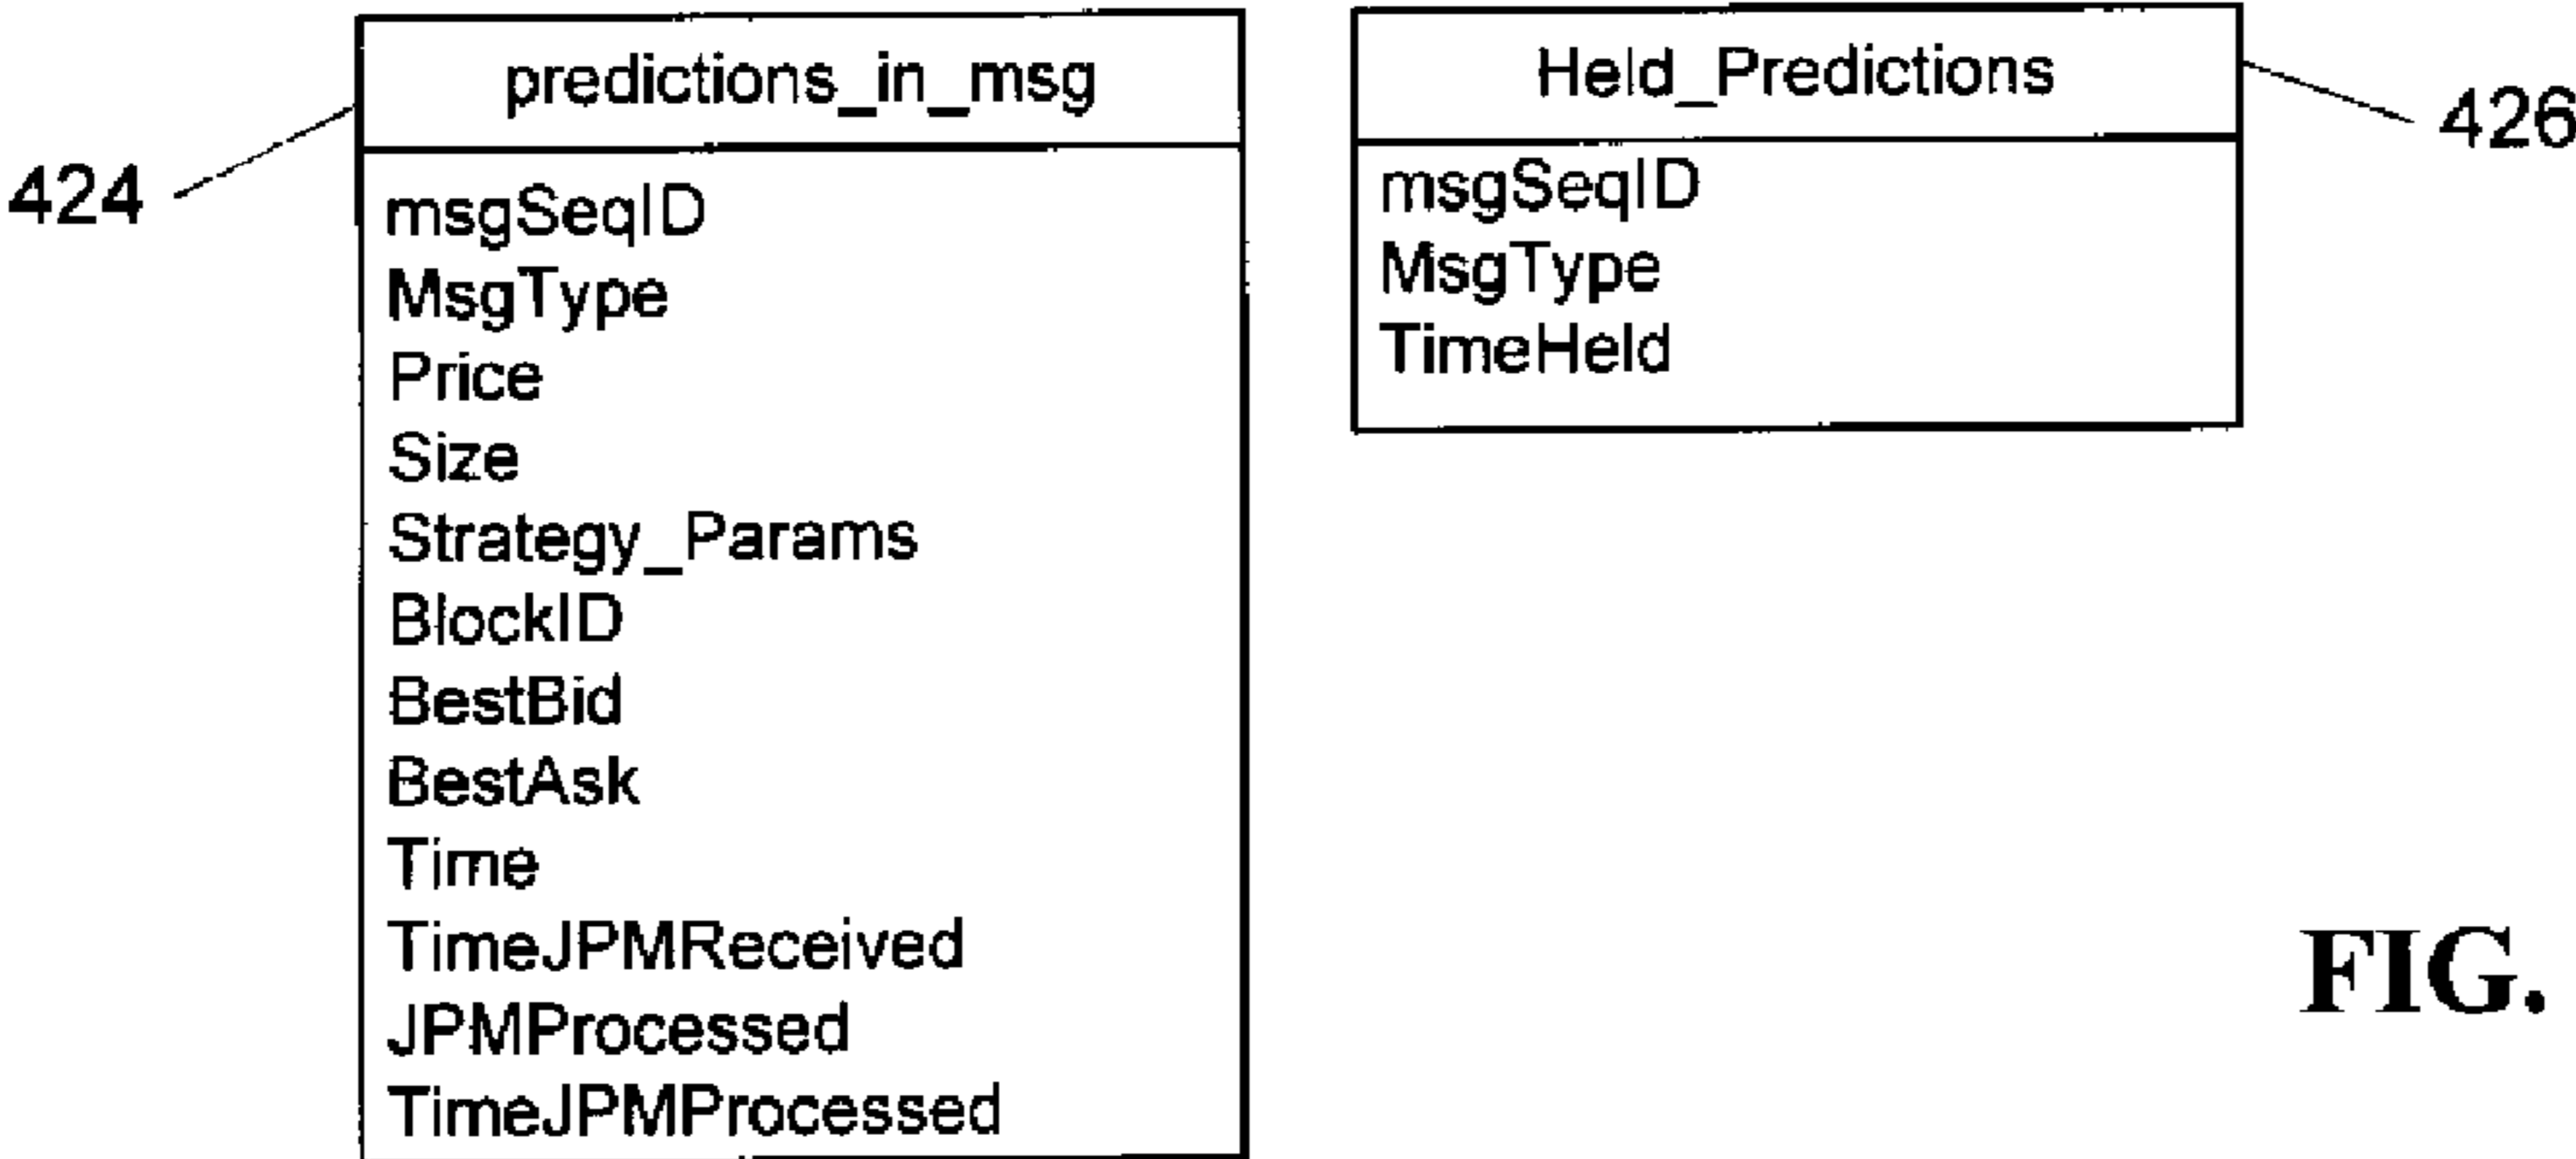 predictions_in_msg
424
msgSeqID
MsgType
Price
Size
Strategy_Params
BlockID
BestBid
BestAsk
Time
TimeJPMReceived
JPMProcessed
TimeJPMProcessed
Held_Predictions
426
msgSeqID
MsgType
TimeHeld
FIG.